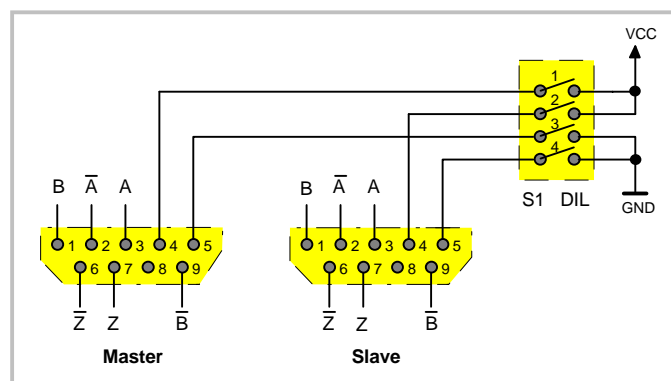 VCC
1
2
3
4
S1 DIL
GND
B A̅ A
1 2 3 4 5
6 7 8 9
Z̅ Z B̅
Master
B A̅ A
1 2 3 4 5
6 7 8 9
Z̅ Z B̅
Slave